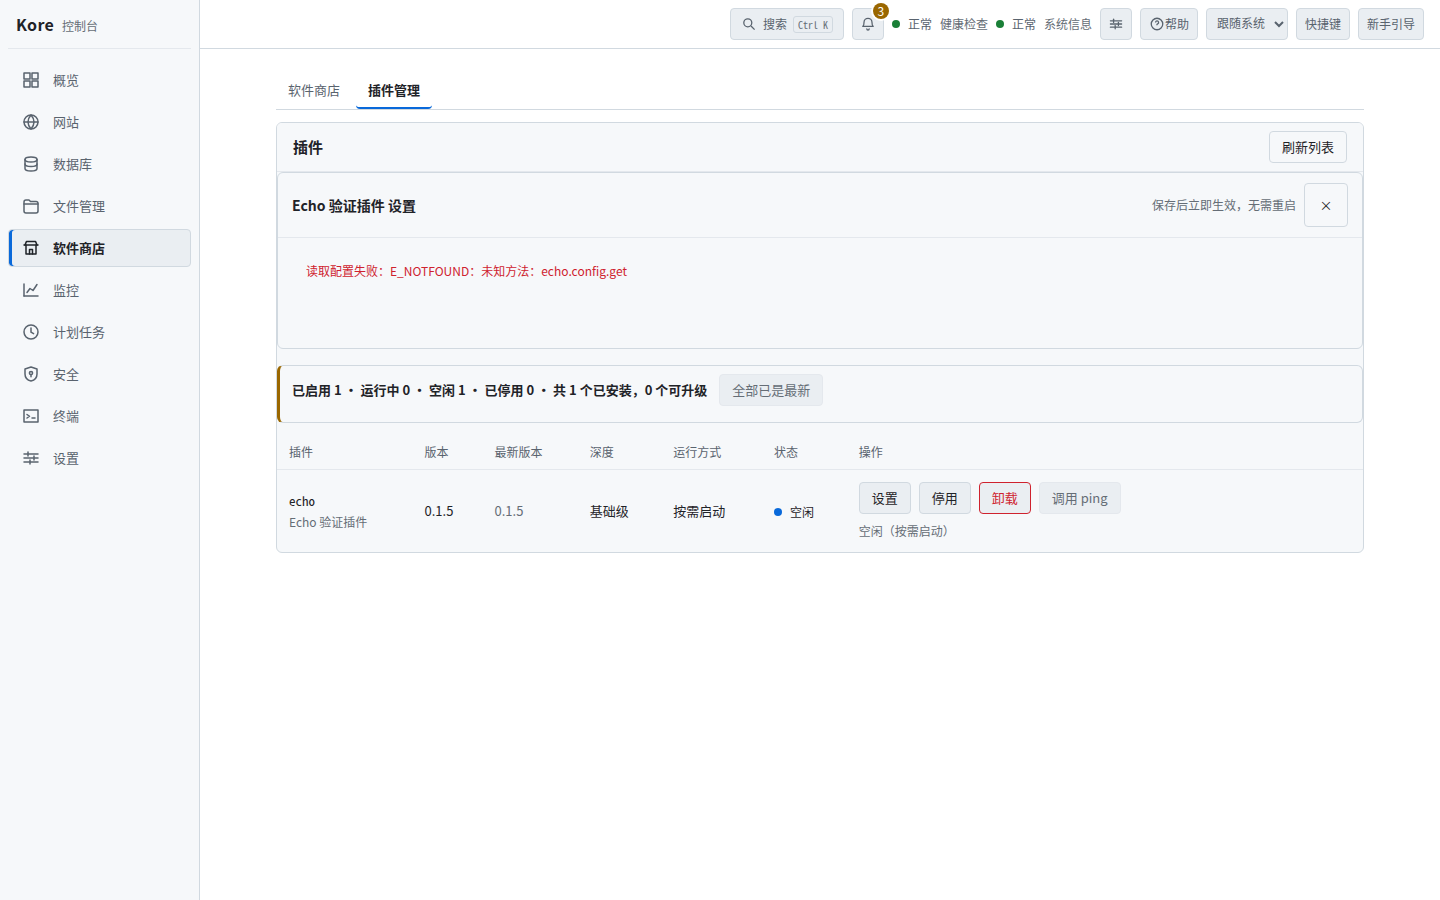 Kore 控制台
搜索 Ctrl K
3
正常 健康检查
正常 系统信息
帮助
跟随系统
快捷键
新手引导
概览
网站
数据库
文件管理
软件商店
监控
计划任务
安全
终端
设置
软件商店 插件管理
插件 刷新列表
Echo 验证插件 设置 保存后立即生效，无需重启 ×
读取配置失败：E_NOTFOUND：未知方法：echo.config.get
已启用 1 · 运行中 0 · 空闲 1 · 已停用 0 · 共 1 个已安装，0 个可升级 全部已是最新
插件 版本 最新版本 深度 运行方式 状态 操作
echo
Echo 验证插件
0.1.5 0.1.5 基础级 按需启动 空闲
设置 停用 卸载 调用 ping
空闲（按需启动）